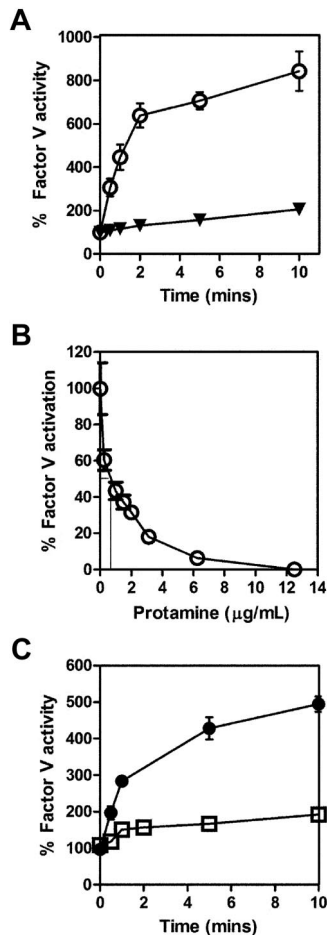 A
1000
800
600
400
200
0
0 2 4 6 8 10
% Factor V activity
Time (mins)
B
120
100
80
60
40
20
0
0 2 4 6 8 10 12 14
% Factor V activation
Protamine (μg/mL)
C
600
500
400
300
200
100
0
0 2 4 6 8 10
% Factor V activity
Time (mins)